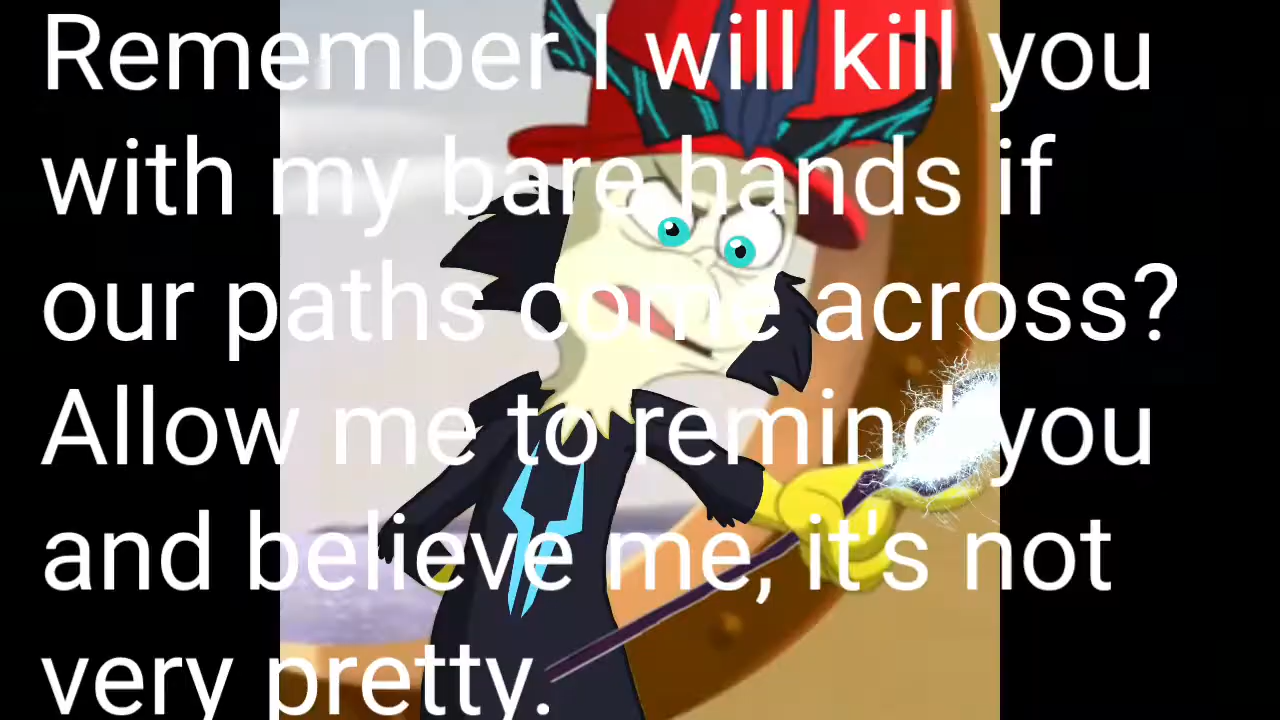 Remember I will kill you
with my bare hands if
our paths come across?
Allow me to remind you
and believe me, it's not
very pretty.